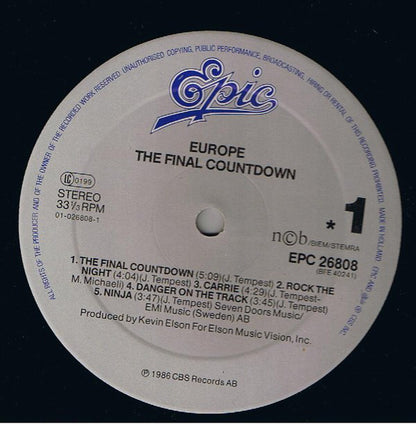 ALL RIGHTS OF THE PRODUCER AND OF THE OWNER OF THE RECORDED WORK RESERVED. UNAUTHORISED COPYING, PUBLIC PERFORMANCE, BROADCASTING, HIRING OR RENTAL OF THIS RECORDING PROHIBITED. MADE IN HOLLAND.
Epic
EUROPE
THE FINAL COUNTDOWN
LC 0199
STEREO
33⅓ RPM
01-026808-1
* 1
n©b/BIEM/STEMRA
EPC 26808
(BFE 40241)
1. THE FINAL COUNTDOWN (5:09)(J. Tempest) 2. ROCK THE
NIGHT (4:04)(J. Tempest) 3. CARRIE (4:29)(J. Tempest-
M. Michaeli) 4. DANGER ON THE TRACK (3:45)(J. Tempest)
5. NINJA (3:47)(J. Tempest) Seven Doors Music/
EMI Music (Sweden) AB
Produced by Kevin Elson For Elson Music Vision, Inc.
℗ 1986 CBS Records AB